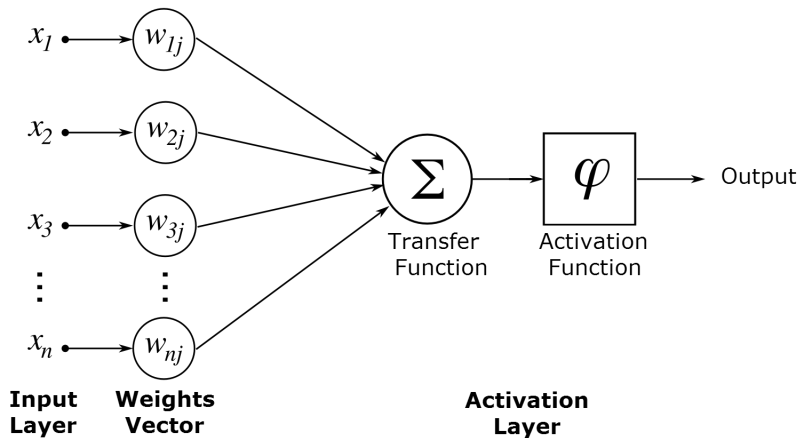 x1
w1j
x2
w2j
x3
w3j
xn
wnj
Σ
φ
Output
Transfer
Function
Activation
Function
Input
Layer
Weights
Vector
Activation
Layer